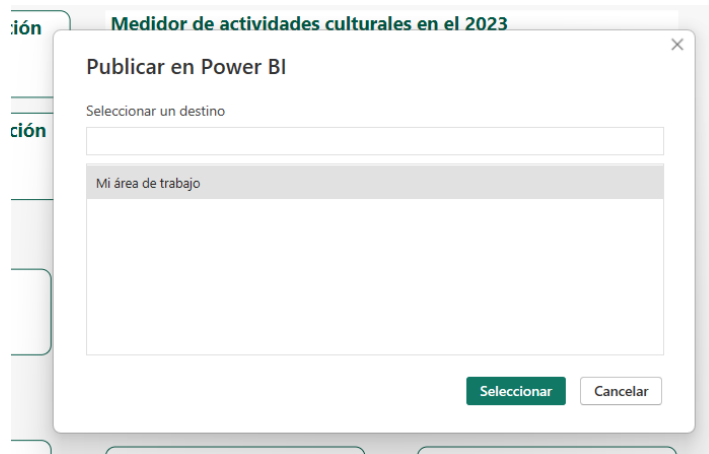 ción
Medidor de actividades culturales en el 2023
Publicar en Power BI
Seleccionar un destino
ción
Mi área de trabajo
Seleccionar
Cancelar